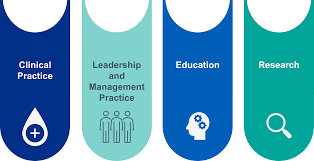 Clinical
Practice
Leadership
and
Management
Practice
Education
Research